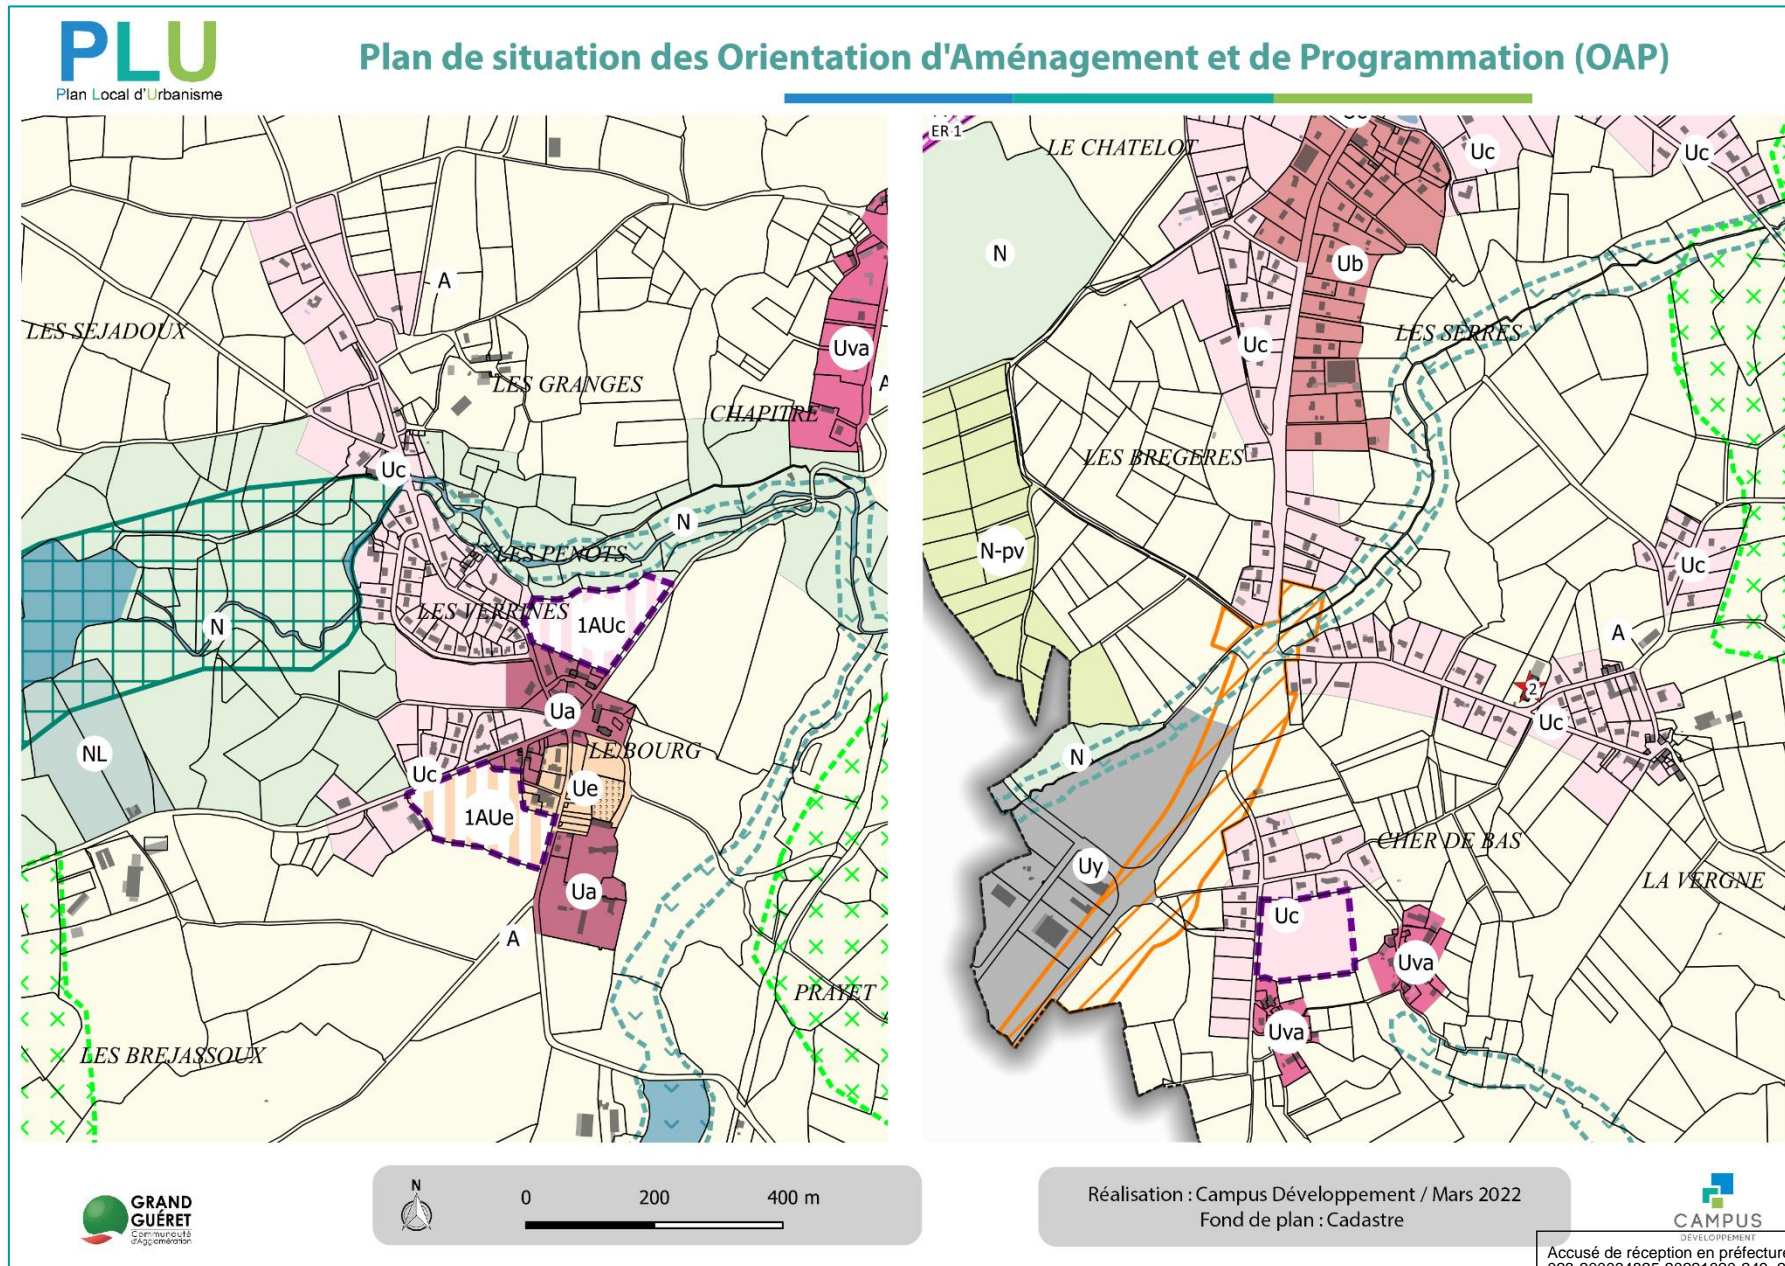 PLU
Plan Local d'Urbanisme
Plan de situation des Orientation d'Aménagement et de Programmation (OAP)
A
LES SEJADOUX
LES GRANGES
Uva
A
CHAPITRE
Uc
N
LES PENOTS
LES VERRINES
1AUc
N
Ua
LE BOURG
NL
Uc
Ue
1AUe
Ua
A
PRAYET
LES BREJASSOUX
ER 1
LE CHATELOT
Uc
Uc
N
Ub
LES SERRES
Uc
LES BREGERES
N-pv
Uc
A
2
Uc
N
Uy
CHER DE BAS
LA VERGNE
Uc
Uva
Uva
GRAND
GUÉRET
Communauté
d'Agglomération
N
0 200 400 m
Réalisation : Campus Développement / Mars 2022
Fond de plan : Cadastre
CAMPUS
DÉVELOPPEMENT
Accusé de réception en préfecture